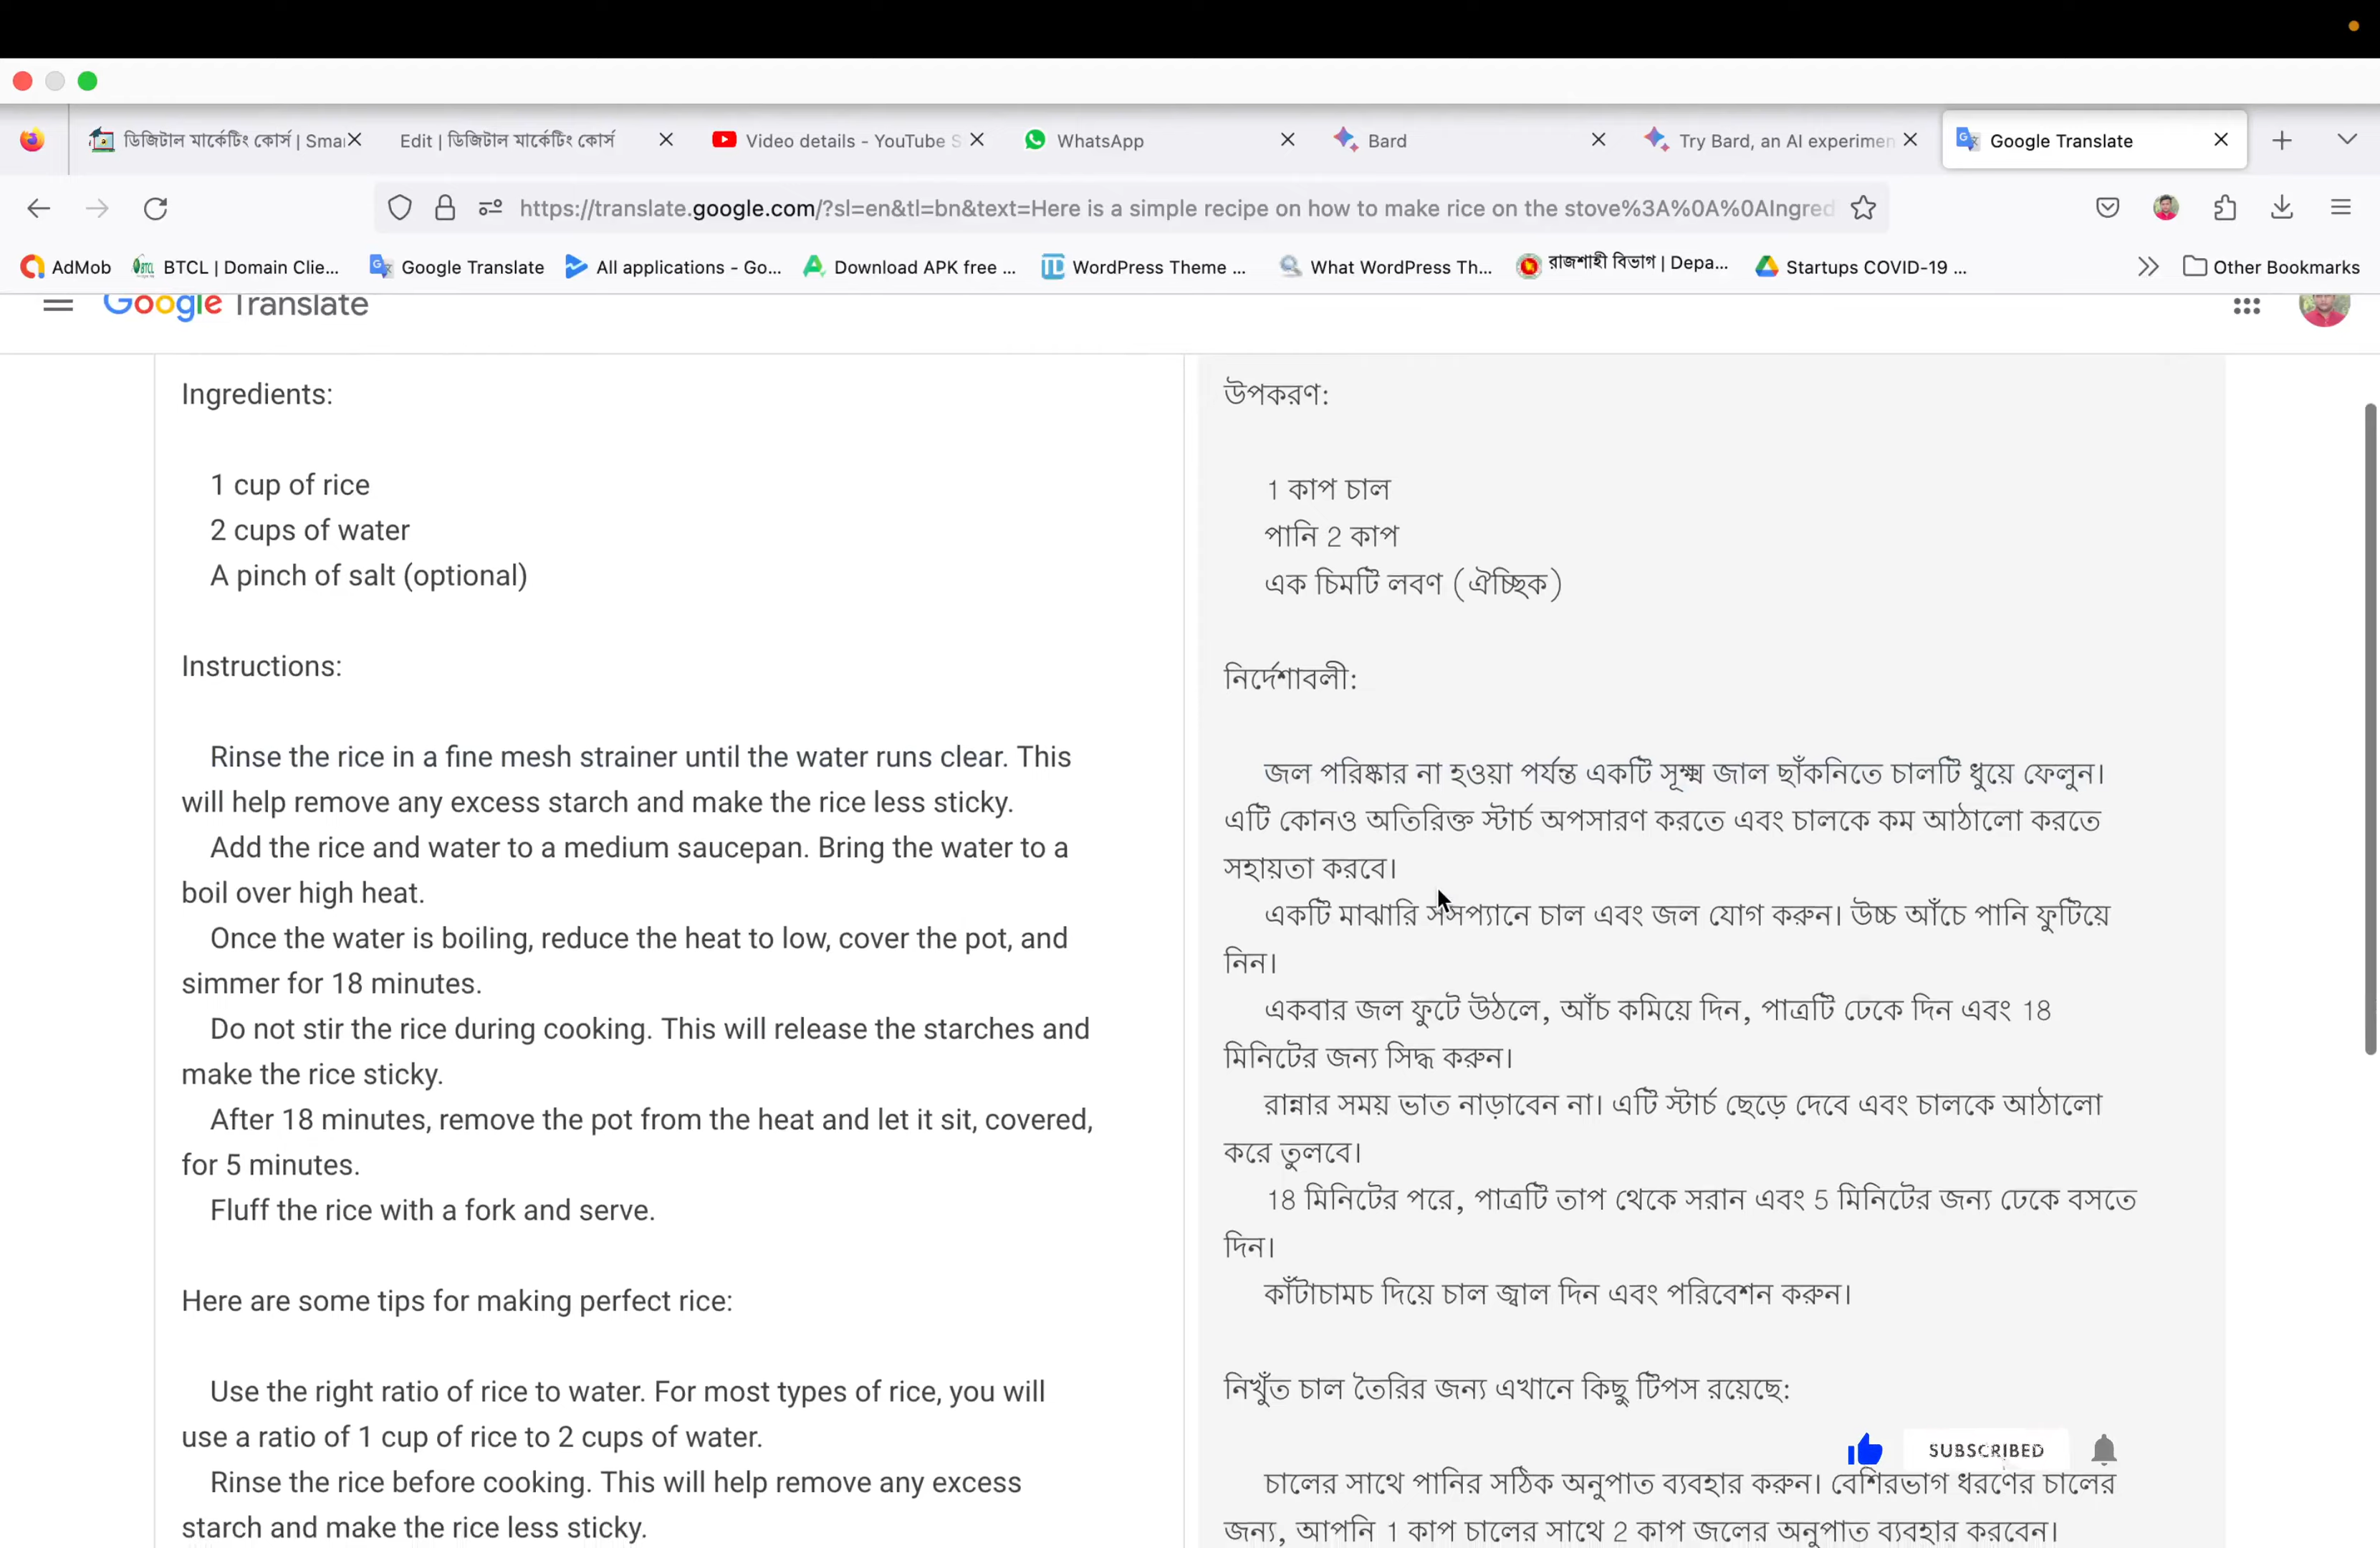 ডিজিটাল মার্কেটিং কোর্স | Smar
Edit | ডিজিটাল মার্কেটিং কোর্স
Video details - YouTube S
WhatsApp
Bard
Try Bard, an AI experimen
Google Translate
https://translate.google.com/?sl=en&tl=bn&text=Here is a simple recipe on how to make rice on the stove%3A%0A%0AIngred
AdMob
BTCL | Domain Clie...
Google Translate
All applications - Go...
Download APK free ...
WordPress Theme ...
What WordPress Th...
রাজশাহী বিভাগ | Depa...
Startups COVID-19 ...
Other Bookmarks
Google Translate
Ingredients:
1 cup of rice
2 cups of water
A pinch of salt (optional)
Instructions:
Rinse the rice in a fine mesh strainer until the water runs clear. This
will help remove any excess starch and make the rice less sticky.
Add the rice and water to a medium saucepan. Bring the water to a
boil over high heat.
Once the water is boiling, reduce the heat to low, cover the pot, and
simmer for 18 minutes.
Do not stir the rice during cooking. This will release the starches and
make the rice sticky.
After 18 minutes, remove the pot from the heat and let it sit, covered,
for 5 minutes.
Fluff the rice with a fork and serve.
Here are some tips for making perfect rice:
Use the right ratio of rice to water. For most types of rice, you will
use a ratio of 1 cup of rice to 2 cups of water.
Rinse the rice before cooking. This will help remove any excess
starch and make the rice less sticky.
উপকরণ:
1 কাপ চাল
পানি 2 কাপ
এক চিমটি লবণ (ঐচ্ছিক)
নির্দেশাবলী:
জল পরিষ্কার না হওয়া পর্যন্ত একটি সূক্ষ্ম জাল ছাঁকনিতে চালটি ধুয়ে ফেলুন।
এটি কোনও অতিরিক্ত স্টার্চ অপসারণ করতে এবং চালকে কম আঠালো করতে
সহায়তা করবে।
একটি মাঝারি সসপ্যানে চাল এবং জল যোগ করুন। উচ্চ আঁচে পানি ফুটিয়ে
নিন।
একবার জল ফুটে উঠলে, আঁচ কমিয়ে দিন, পাত্রটি ঢেকে দিন এবং 18
মিনিটের জন্য সিদ্ধ করুন।
রান্নার সময় ভাত নাড়াবেন না। এটি স্টার্চ ছেড়ে দেবে এবং চালকে আঠালো
করে তুলবে।
18 মিনিটের পরে, পাত্রটি তাপ থেকে সরান এবং 5 মিনিটের জন্য ঢেকে বসতে
দিন।
কাঁটাচামচ দিয়ে চাল জ্বাল দিন এবং পরিবেশন করুন।
নিখুঁত চাল তৈরির জন্য এখানে কিছু টিপস রয়েছে:
SUBSCRIBED
চালের সাথে পানির সঠিক অনুপাত ব্যবহার করুন। বেশিরভাগ ধরণের চালের
জন্য, আপনি 1 কাপ চালের সাথে 2 কাপ জলের অনুপাত ব্যবহার করবেন।